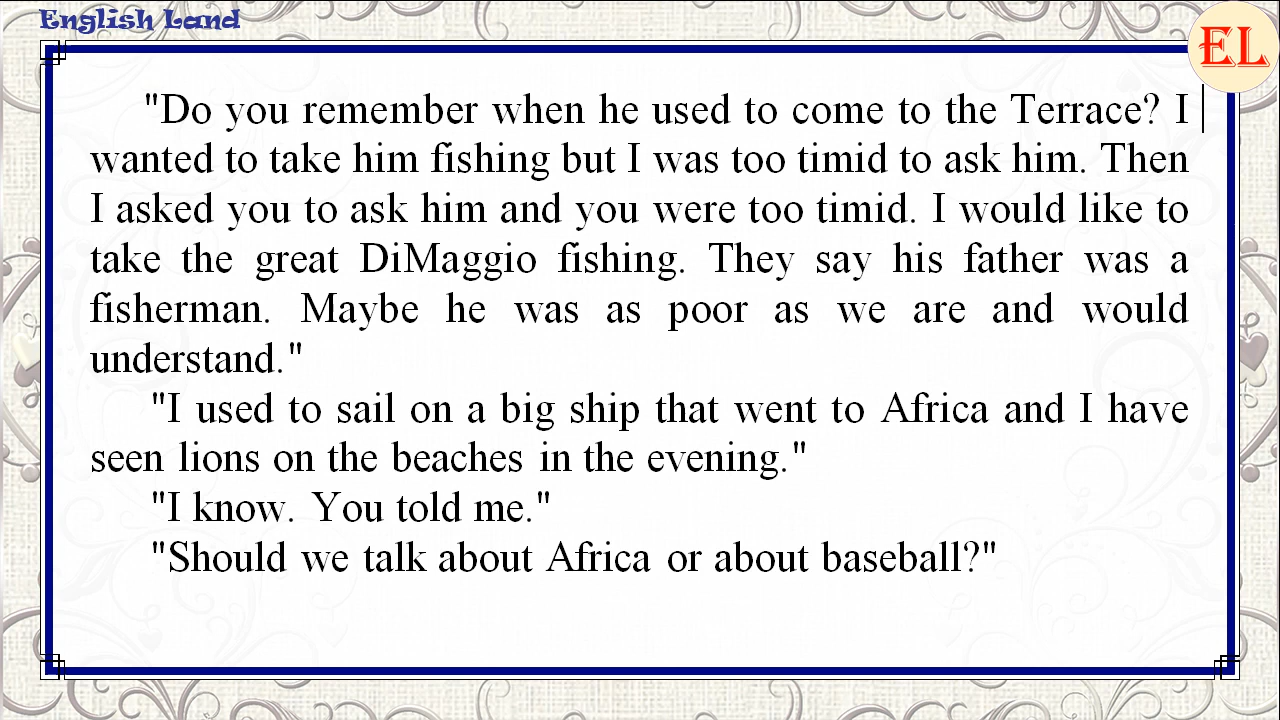 English Land
EL
"Do you remember when he used to come to the Terrace? I
wanted to take him fishing but I was too timid to ask him. Then
I asked you to ask him and you were too timid. I would like to
take the great DiMaggio fishing. They say his father was a
fisherman. Maybe he was as poor as we are and would
understand."
"I used to sail on a big ship that went to Africa and I have
seen lions on the beaches in the evening."
"I know. You told me."
"Should we talk about Africa or about baseball?"